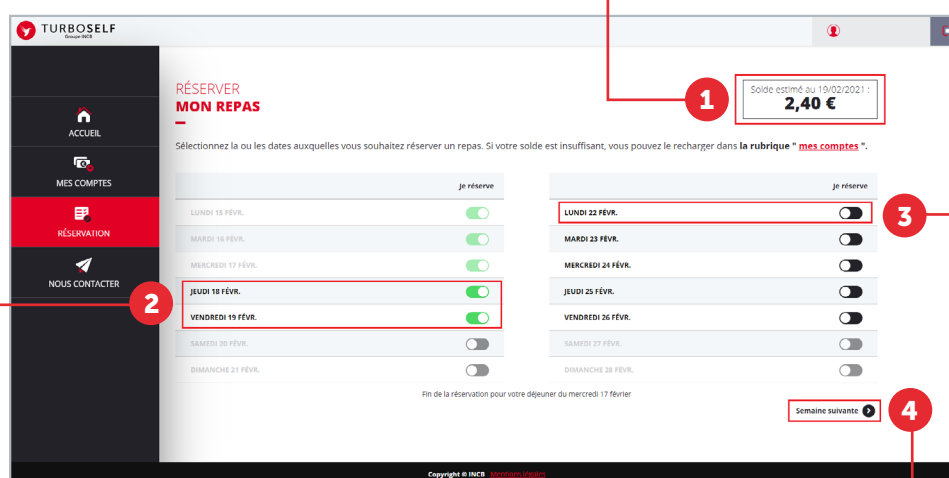 TURBOSELF
Groupe INCB
RÉSERVER
MON REPAS
1
Solde estimé au 19/02/2021 :
2,40 €
ACCUEIL
MES COMPTES
RÉSERVATION
NOUS CONTACTER
Sélectionnez la ou les dates auxquelles vous souhaitez réserver un repas. Si votre solde est insuffisant, vous pouvez le recharger dans la rubrique " mes comptes ".
Je réserve
LUNDI 15 FÉVR.
MARDI 16 FÉVR.
MERCREDI 17 FÉVR.
2
JEUDI 18 FÉVR.
VENDREDI 19 FÉVR.
SAMEDI 20 FÉVR.
DIMANCHE 21 FÉVR.
Je réserve
LUNDI 22 FÉVR.
3
MARDI 23 FÉVR.
MERCREDI 24 FÉVR.
JEUDI 25 FÉVR.
VENDREDI 26 FÉVR.
SAMEDI 27 FÉVR.
DIMANCHE 28 FÉVR.
Fin de la réservation pour votre déjeuner du mercredi 17 février
Semaine suivante
4
Copyright © INCB - Mentions légales